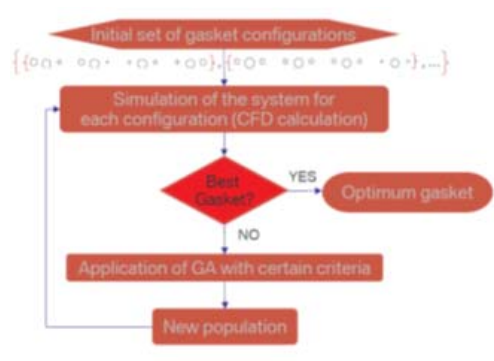 Initial set of gasket configurations
Simulation of the system for
each configuration (CFD calculation)
Best
Gasket?
YES
Optimum gasket
NO
Application of GA with certain criteria
New population